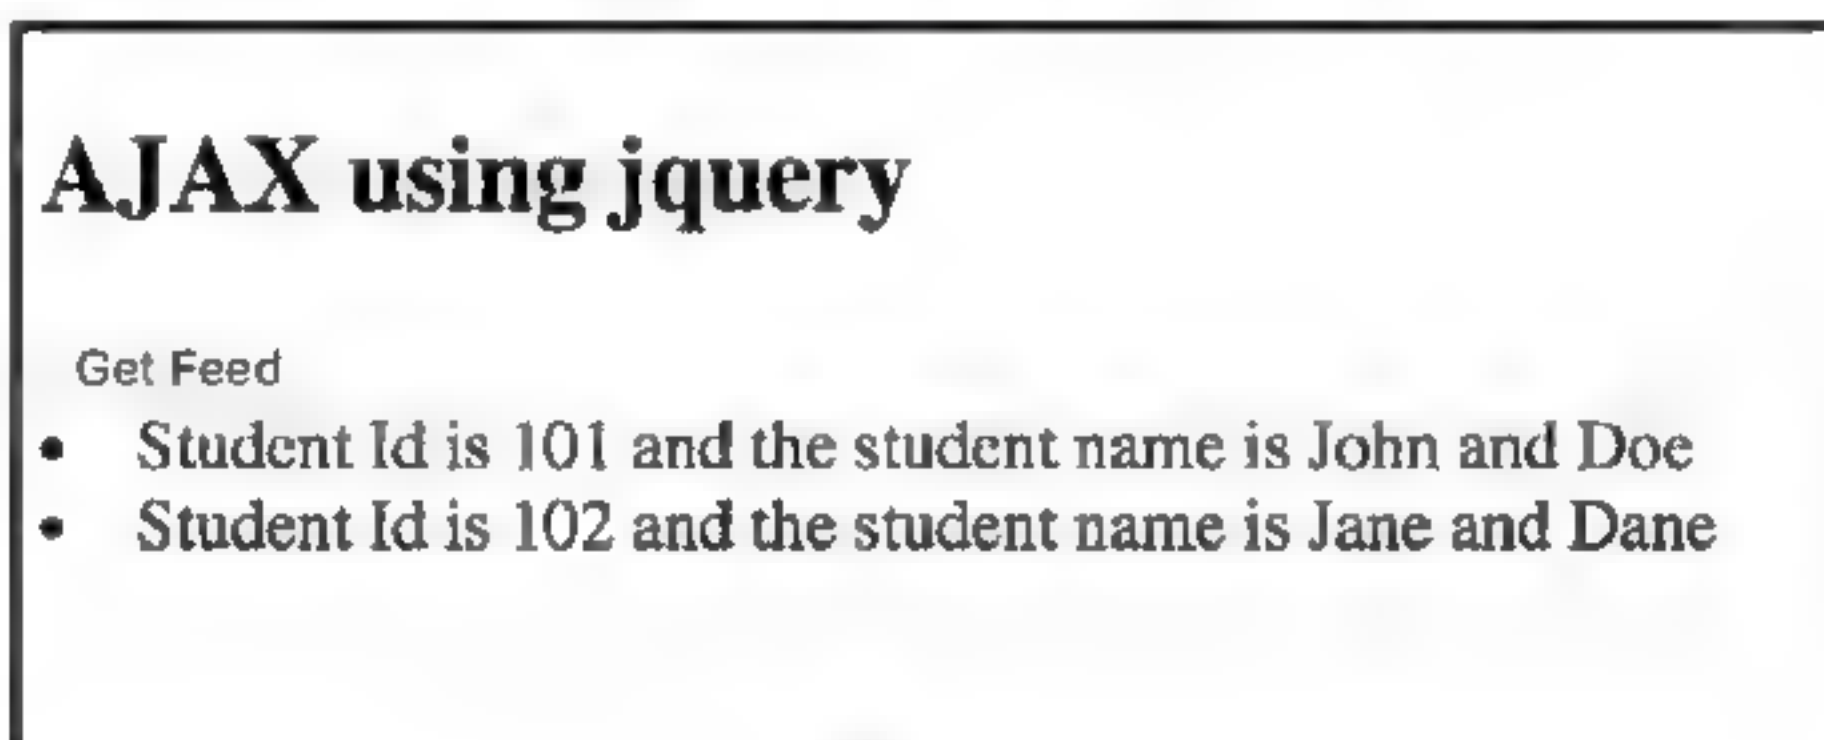 AJAX using jquery
Get Feed
• Student Id is 101 and the student name is John and Doe
• Student Id is 102 and the student name is Jane and Dane